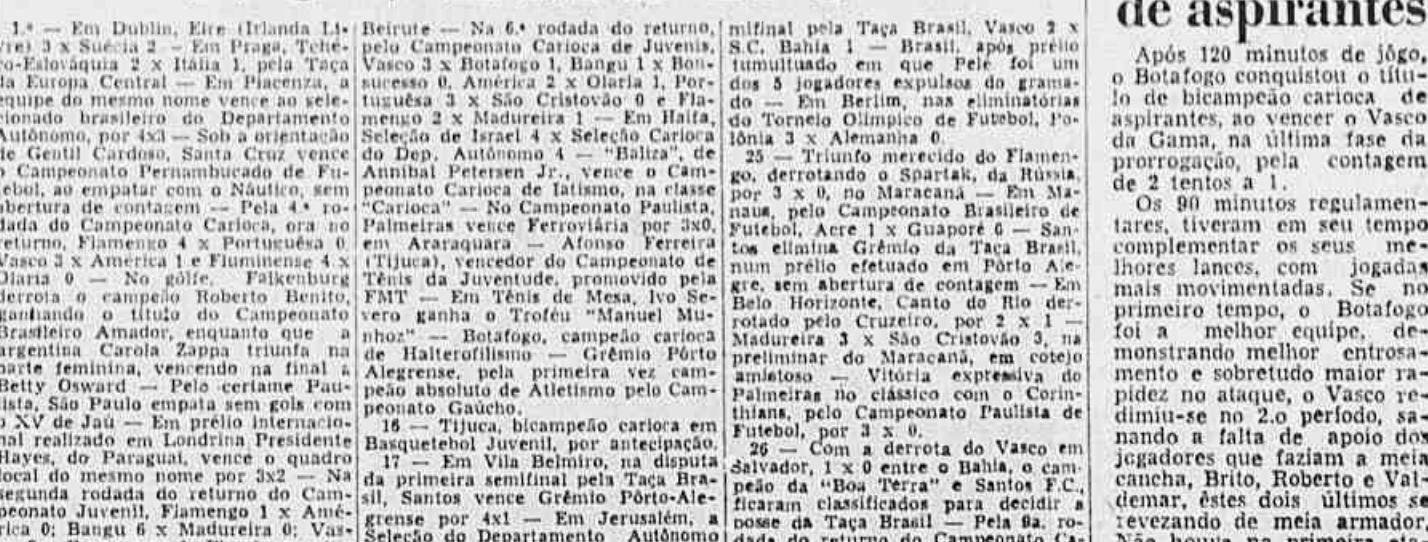 1.ª — Em Dublin, Eire (Irlanda Li-
vre) 3 x Suécia 2 — Em Praga, Tché-
co-Eslováquia 2 x Itália 1, pela Taça
da Europa Central — Em Piacenza, a
equipe do mesmo nome vence ao sele-
cionado brasileiro do Departamento
Autônomo, por 4x3 — Sob a orientação
de Gentil Cardoso, Santa Cruz vence
o Campeonato Pernambucado de Fu-
tebol, ao empatar com o Náutico, sem
abertura de contagem — Pela 4.ª ro-
dada do Campeonato Carioca, ora no
returno, Flamengo 4 x Portuguêsa 0
Vasco 3 x América 1 e Fluminense 4 x
Olaria 0 — No gôlfe, Falkenburg
derrota o campeão Roberto Benito,
ganhando o título do Campeonato
Brasileiro Amador, enquanto que a
argentina Carola Zappa triunfa na
parte feminina, vencendo na final a
Betty Osward — Pelo certame Pau-
lista, São Paulo empata sem gols com
o XV de Jaú — Em prélio internacio-
nal realizado em Londrina Presidente
Hayes, do Paraguai, vence o quadro
local do mesmo nome por 3x2 — Na
segunda rodada do returno do Cam-
peonato Juvenil, Flamengo 1 x Amé-
rica 0; Bangu 6 x Madureira 0; Vas-
Beirute — Na 6.ª rodada do returno,
pelo Campeonato Carioca de Juvenis,
Vasco 3 x Botafogo 1, Bangu 1 x Bon-
sucesso 0, América 2 x Olaria 1, Por-
tuguêsa 3 x São Cristovão 0 e Fla-
mengo 2 x Madureira 1 — Em Haifa,
Seleção de Israel 4 x Seleção Carioca
do Dep. Autônomo 4 — "Baliza", de
Annibal Petersen Jr., vence o Cam-
peonato Carioca de Iatismo, na classe
"Carioca" — No Campeonato Paulista,
Palmeiras vence Ferroviária por 3x0,
em Araraquara — Afonso Ferreira
(Tijuca), vencedor do Campeonato de
Tênis da Juventude, promovido pela
FMT — Em Tênis de Mesa, Ivo Se-
vero ganha o Troféu "Manuel Mu-
nhoz" — Botafogo, campeão carioca
de Halterofilismo — Grêmio Pôrto
Alegrense, pela primeira vez cam-
peão absoluto de Atletismo pelo Cam-
peonato Gaúcho.
16 — Tijuca, bicampeão carioca em
Basquetebol Juvenil, por antecipação.
17 — Em Vila Belmiro, na disputa
da primeira semifinal pela Taça Bra-
sil, Santos vence Grêmio Pôrto-Ale-
grense por 4x1 — Em Jerusalém, a
Seleção do Departamento Autônomo
mifinal pela Taça Brasil, Vasco 2 x
S.C. Bahia 1 — Brasil, após prélio
tumultuado em que Pelé foi um
dos 5 jogadores expulsos do grama-
do — Em Berlim, nas eliminatórias
do Torneio Olímpico de Futebol, Po-
lônia 3 x Alemanha 0.
25 — Triunfo merecido do Flamen-
go, derrotando o Spartak, da Rússia,
por 3 x 0, no Maracanã — Em Ma-
naus, pelo Campeonato Brasileiro de
Futebol, Acre 1 x Guaporé 6 — San-
tos elimina Grêmio da Taça Brasil,
num prélio efetuado em Pôrto Ale-
gre, sem abertura de contagem — Em
Belo Horizonte, Canto do Rio der-
rotado pelo Cruzeiro, por 2 x 1 —
Madureira 3 x São Cristovão 3, na
preliminar do Maracanã, em cotejo
amistoso — Vitória expressiva do
Palmeiras no clássico com o Corin-
thians, pelo Campeonato Paulista de
Futebol, por 3 x 0.
26 — Com a derrota do Vasco em
Salvador, 1 x 0 entre o Bahia, o cam-
peão da "Boa Terra" e Santos F.C.,
ficaram classificados para decidir a
posse da Taça Brasil — Pela 8a. ro-
dada do returno do Campeonato Ca-
de aspirantes
Após 120 minutos de jôgo,
o Botafogo conquistou o títu-
lo de bicampeão carioca de
aspirantes, ao vencer o Vasco
da Gama, na última fase da
prorrogação, pela contagem
de 2 tentos a 1.
Os 90 minutos regulamen-
tares, tiveram em seu tempo
complementar os seus me-
lhores lances, com jogadas
mais movimentadas. Se no
primeiro tempo, o Botafogo
foi a melhor equipe, de-
monstrando melhor entrosa-
mento e sobretudo maior ra-
pidez no ataque, o Vasco re-
dimiu-se no 2.o período, sa-
nando a falta de apoio dos
jogadores que faziam a meia
cancha, Brito, Roberto e Val-
demar, êstes dois últimos se
revezando de meia armador.
Não houve na primeira eta-